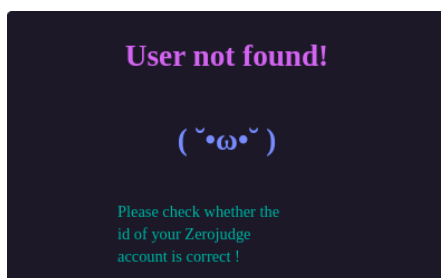 User not found!
( ˘•ω•˘ )
Please check whether the
id of your Zerojudge
account is correct !